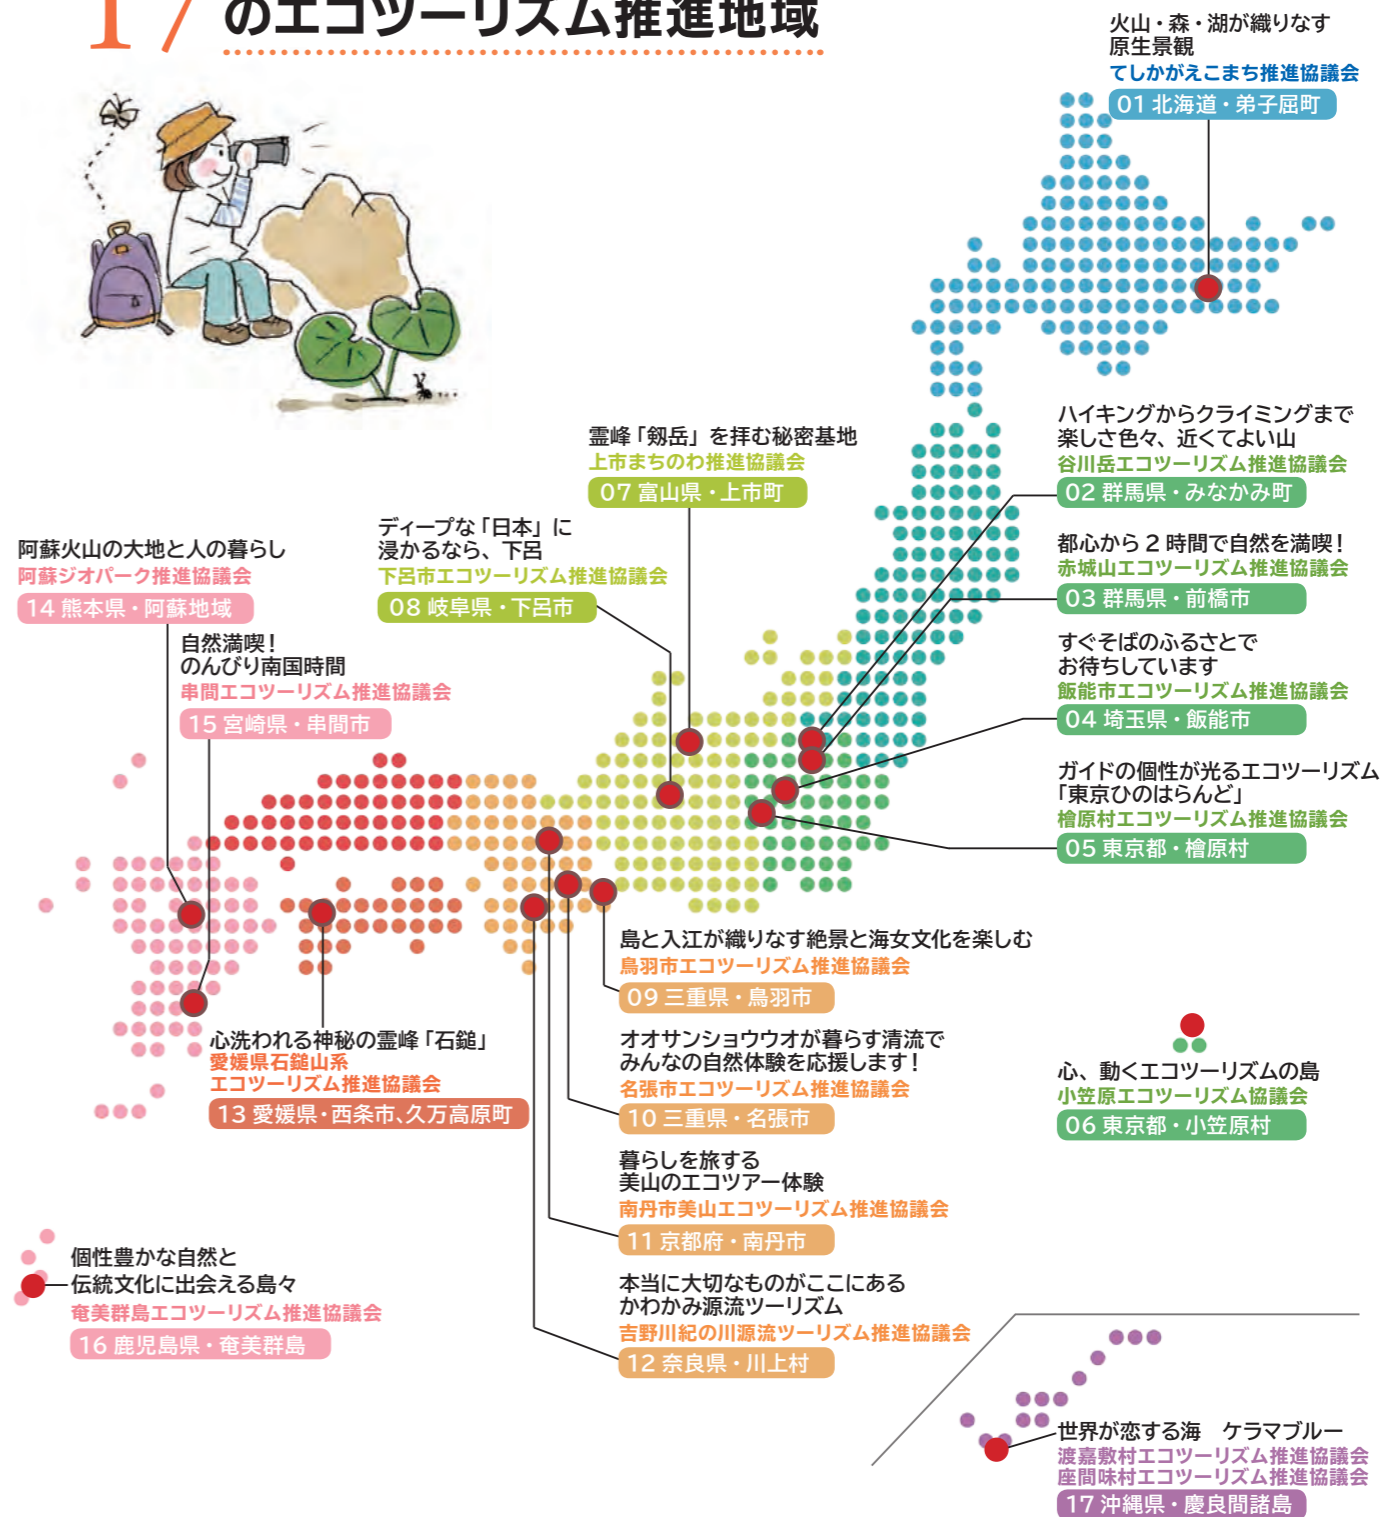 17 のエコツーリズム推進地域
火山・森・湖が織りなす
原生景観
てしかがえこまち推進協議会
01 北海道・弟子屈町
ハイキングからクライミングまで
楽しさ色々、近くてよい山
谷川岳エコツーリズム推進協議会
02 群馬県・みなかみ町
都心から 2 時間で自然を満喫！
赤城山エコツーリズム推進協議会
03 群馬県・前橋市
すぐそばのふるさとで
お待ちしています
飯能市エコツーリズム推進協議会
04 埼玉県・飯能市
ガイドの個性が光るエコツーリズム
「東京ひのはらんど」
檜原村エコツーリズム推進協議会
05 東京都・檜原村
心、動くエコツーリズムの島
小笠原エコツーリズム協議会
06 東京都・小笠原村
霊峰「剱岳」を拝む秘密基地
上市まちのわ推進協議会
07 富山県・上市町
ディープな「日本」に
浸かるなら、下呂
下呂市エコツーリズム推進協議会
08 岐阜県・下呂市
島と入江が織りなす絶景と海女文化を楽しむ
鳥羽市エコツーリズム推進協議会
09 三重県・鳥羽市
オオサンショウウオが暮らす清流で
みんなの自然体験を応援します！
名張市エコツーリズム推進協議会
10 三重県・名張市
暮らしを旅する
美山のエコツアー体験
南丹市美山エコツーリズム推進協議会
11 京都府・南丹市
本当に大切なものがここにある
かわかみ源流ツーリズム
吉野川紀の川源流ツーリズム推進協議会
12 奈良県・川上村
心洗われる神秘の霊峰「石鎚」
愛媛県石鎚山系
エコツーリズム推進協議会
13 愛媛県・西条市、久万高原町
阿蘇火山の大地と人の暮らし
阿蘇ジオパーク推進協議会
14 熊本県・阿蘇地域
自然満喫！
のんびり南国時間
串間エコツーリズム推進協議会
15 宮崎県・串間市
個性豊かな自然と
伝統文化に出会える島々
奄美群島エコツーリズム推進協議会
16 鹿児島県・奄美群島
世界が恋する海　ケラマブルー
渡嘉敷村エコツーリズム推進協議会
座間味村エコツーリズム推進協議会
17 沖縄県・慶良間諸島